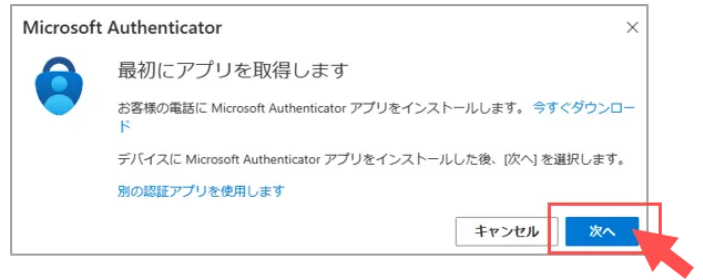 Microsoft Authenticator
最初にアプリを取得します
お客様の電話に Microsoft Authenticator アプリをインストールします。 今すぐダウンロー
ド
デバイスに Microsoft Authenticator アプリをインストールした後、[次へ] を選択します。
別の認証アプリを使用します
キャンセル
次へ